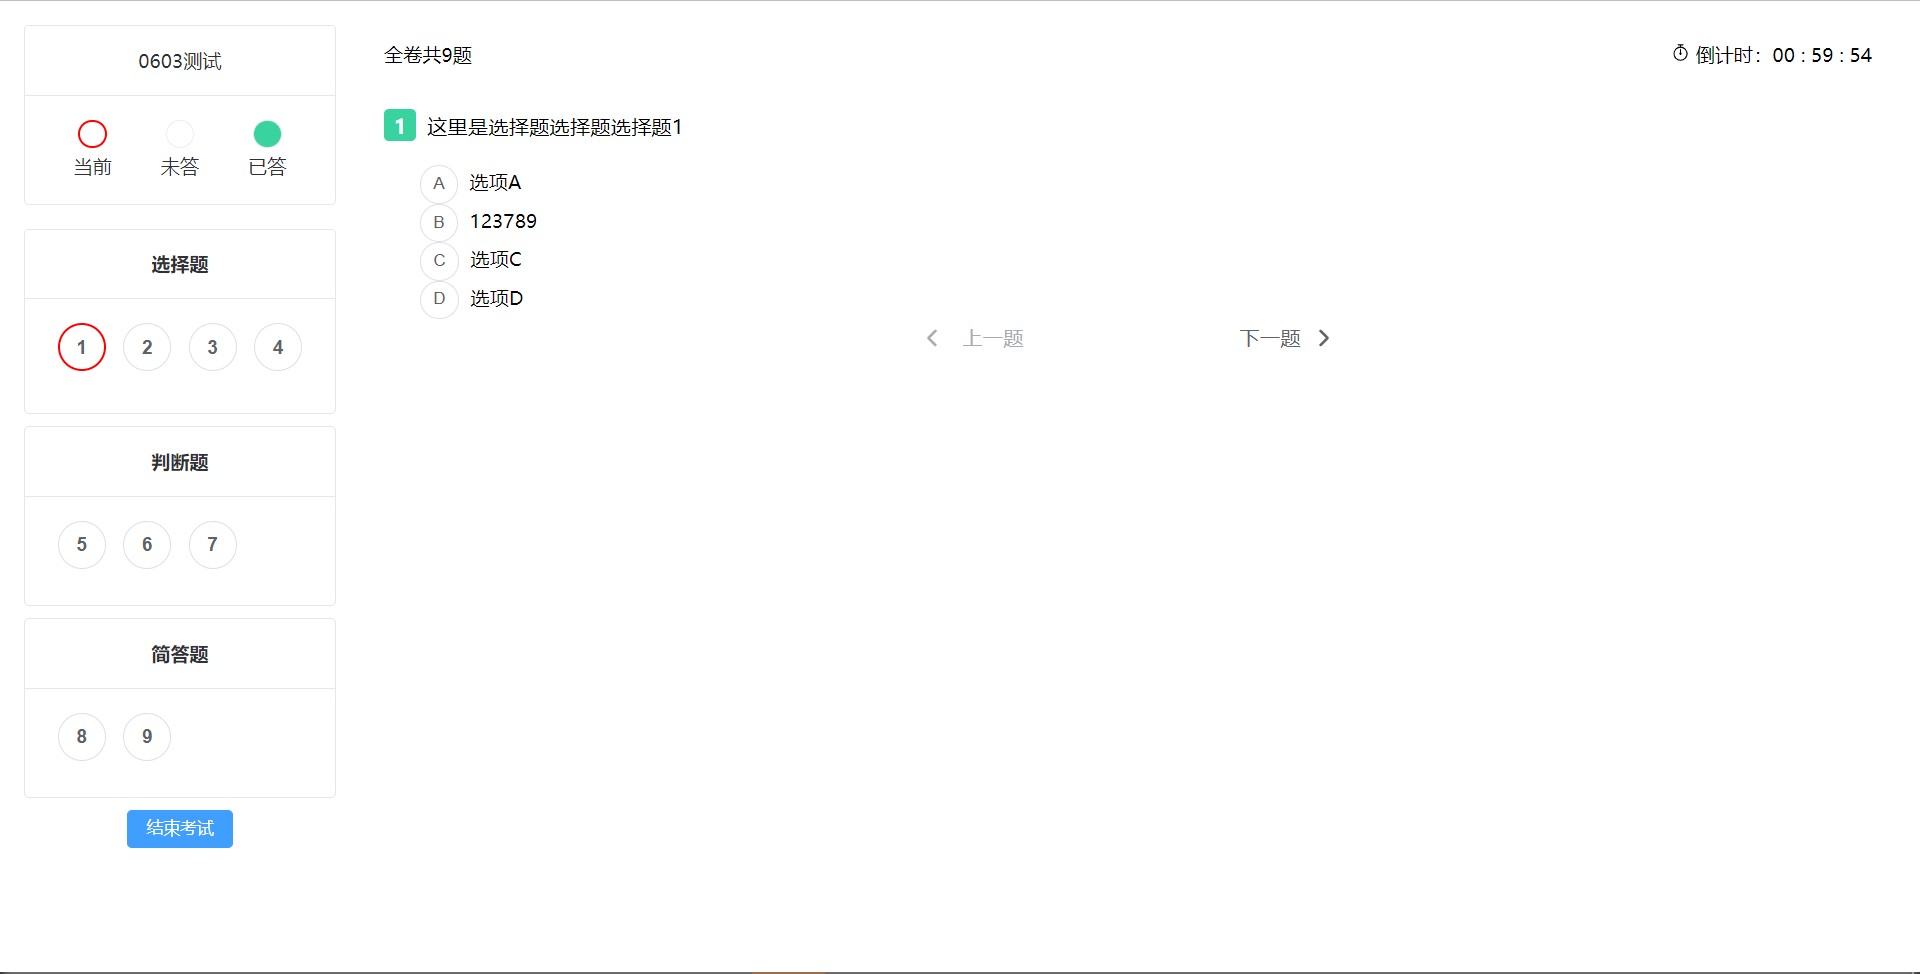 0603测试
当前 未答 已答
选择题
1 2 3 4
判断题
5 6 7
简答题
8 9
结束考试
全卷共9题
倒计时：00 : 59 : 54
1 这里是选择题选择题选择题1
A 选项A
B 123789
C 选项C
D 选项D
上一题 下一题